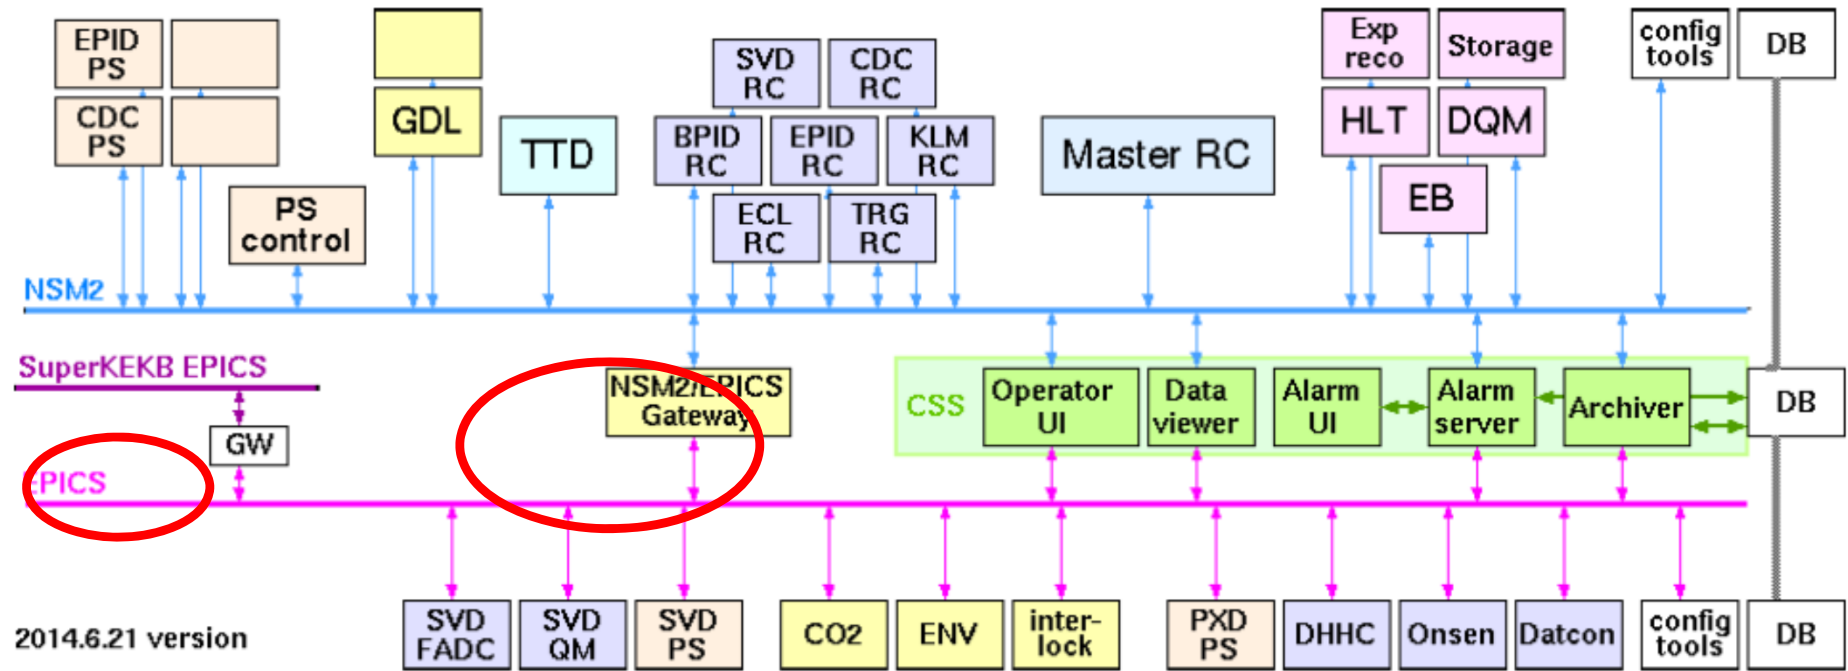 EPID
PS
CDC
PS
PS
control
GDL
TTD
SVD
RC
CDC
RC
BPID
RC
EPID
RC
KLM
RC
ECL
RC
TRG
RC
Master RC
Exp
reco
Storage
HLT
DQM
EB
config
tools
DB
NSM2
SuperKEKB EPICS
GW
EPICS
NSM2/EPICS
Gateway
CSS
Operator
UI
Data
viewer
Alarm
UI
Alarm
server
Archiver
DB
2014.6.21 version
SVD
FADC
SVD
QM
SVD
PS
CO2
ENV
inter-
lock
PXD
PS
DHHC
Onsen
Datcon
config
tools
DB